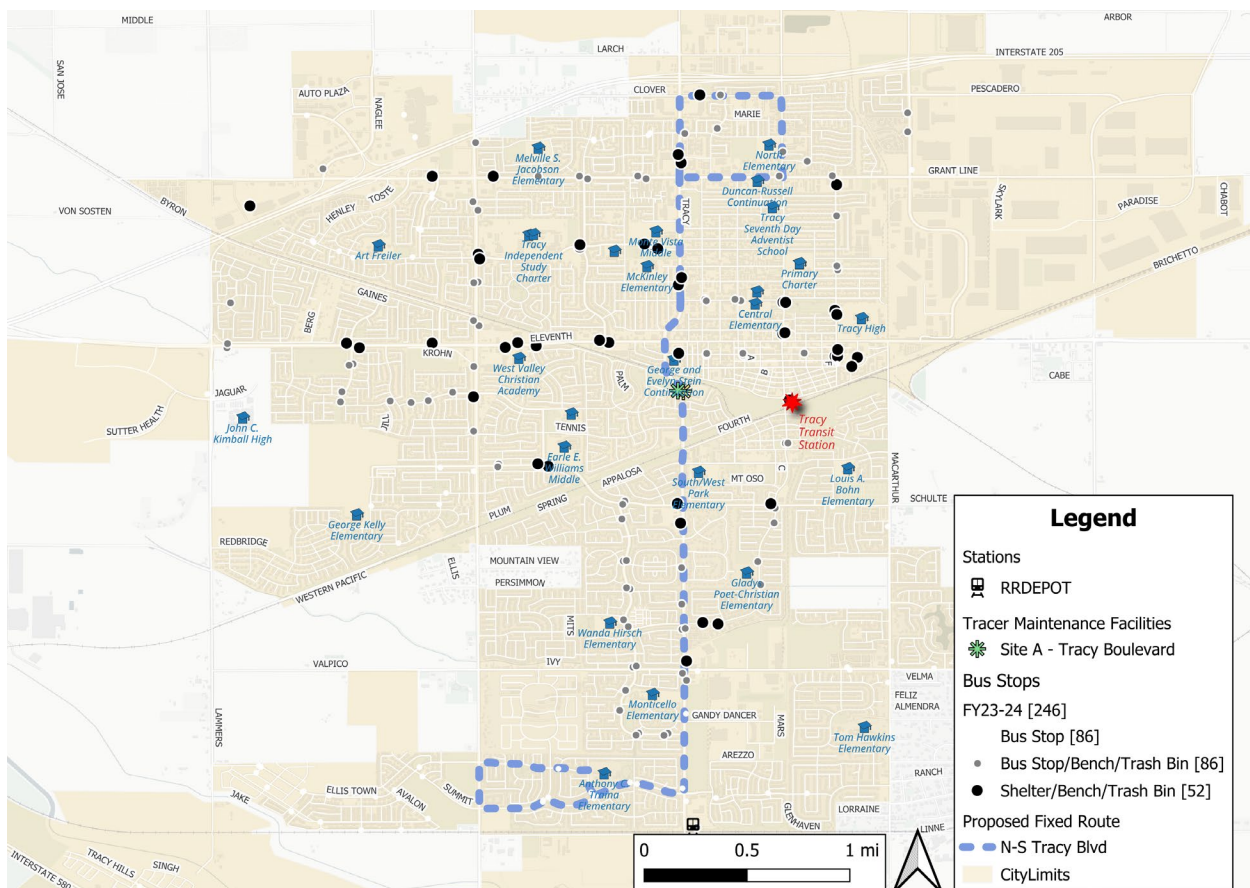 MIDDLE
ARBOR
LARCH
INTERSTATE 205
SAN JOSE
AUTO PLAZA
NAGLEE
CLOVER
PESCADERO
MARIE
Melville S.
Jacobson
Elementary
North
Elementary
GRANT LINE
Duncan-Russell
Continuation
SKYLARK
CHABOT
PARADISE
VON SOSTEN
BYRON
HENLEY
TOSTE
TRACY
Tracy
Seventh Day
Adventist
School
Art Freiler
Tracy
Independent
Study
Charter
Monte Vista
Middle
McKinley
Elementary
Primary
Charter
BRICHETTO
GAINES
BERG
Central
Elementary
Tracy High
ELEVENTH
KROHN
A
B
F
West Valley
Christian
Academy
PALM
George and
Evelyn Stein
Continuation
CABE
JAGUAR
SUTTER HEALTH
John C.
Kimball High
JILL
TENNIS
FOURTH
Tracy
Transit
Station
Earle E.
Williams
Middle
APPALOSA
C
MT OSO
MACARTHUR
South/West
Park
Elementary
Louis A.
Bohn
Elementary
SCHULTE
PLUM
SPRING
George Kelly
Elementary
REDBRIDGE
MOUNTAIN VIEW
ELLIS
PERSIMMON
WESTERN PACIFIC
Gladys
Poet-Christian
Elementary
MITS
Wanda Hirsch
Elementary
VALPICO
IVY
VELMA
FELIZ
ALMENDRA
Monticello
Elementary
GANDY DANCER
LAMMERS
MARS
Tom Hawkins
Elementary
AREZZO
RANCH
Anthony C.
Traina
Elementary
ELLIS TOWN
SUMMIT
JAKE
AVALON
GLENHAVEN
LORRAINE
LINNE
TRACY HILLS
SINGH
INTERSTATE 580
0 0.5 1 mi
Legend
Stations
RRDEPOT
Tracer Maintenance Facilities
Site A - Tracy Boulevard
Bus Stops
FY23-24 [246]
Bus Stop [86]
Bus Stop/Bench/Trash Bin [86]
Shelter/Bench/Trash Bin [52]
Proposed Fixed Route
N-S Tracy Blvd
CityLimits